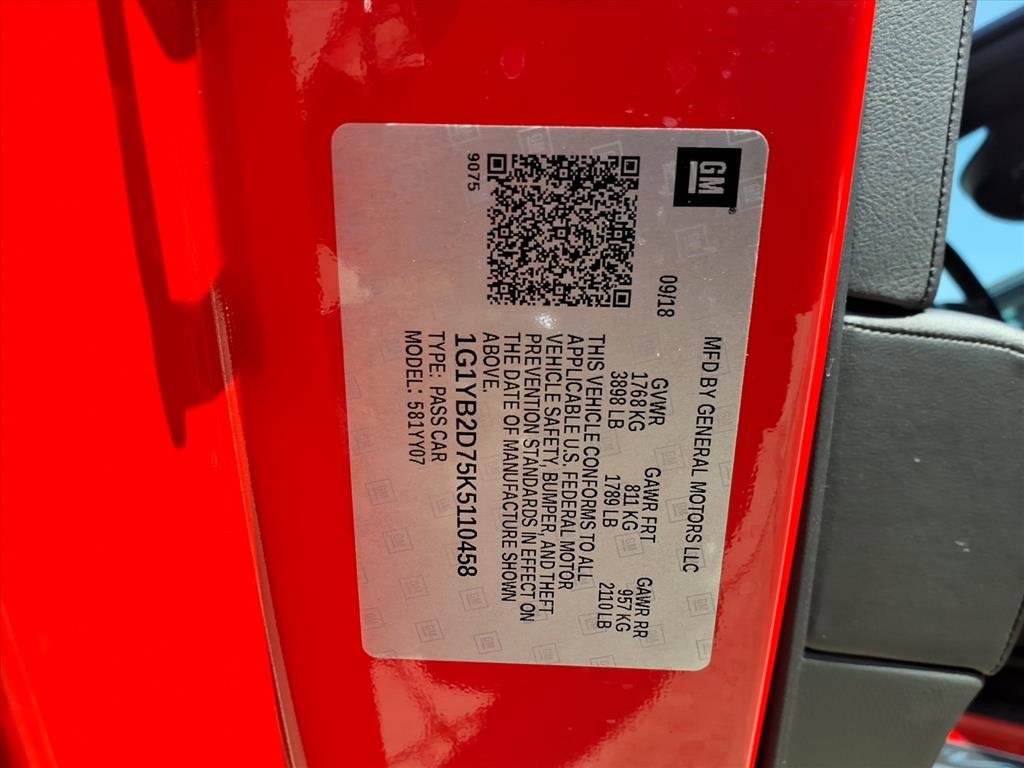 GM
MFD BY GENERAL MOTORS LLC
09/18
GVWR GAWR FRT GAWR RR
1768 KG 811 KG 957 KG
3898 LB 1789 LB 2110 LB
THIS VEHICLE CONFORMS TO ALL
APPLICABLE U.S. FEDERAL MOTOR
VEHICLE SAFETY, BUMPER, AND THEFT
PREVENTION STANDARDS IN EFFECT ON
THE DATE OF MANUFACTURE SHOWN
ABOVE.
1G1YB2D75K5110458
TYPE: PASS CAR
MODEL: 581YY07
9075